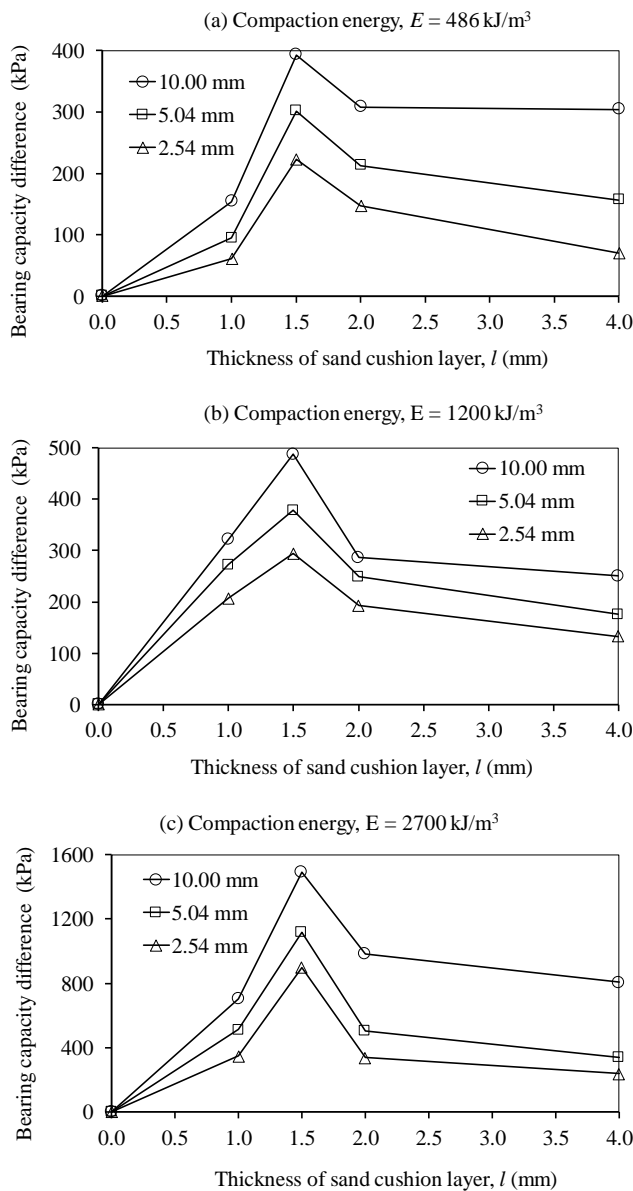 (a) Compaction energy, E = 486 kJ/m³
Bearing capacity difference (kPa)
400
300
200
100
0
10.00 mm
5.04 mm
2.54 mm
0.0 0.5 1.0 1.5 2.0 2.5 3.0 3.5 4.0
Thickness of sand cushion layer, l (mm)
(b) Compaction energy, E = 1200 kJ/m³
Bearing capacity difference (kPa)
500
400
300
200
100
0
10.00 mm
5.04 mm
2.54 mm
0.0 0.5 1.0 1.5 2.0 2.5 3.0 3.5 4.0
Thickness of sand cushion layer, l (mm)
(c) Compaction energy, E = 2700 kJ/m³
Bearing capacity difference (kPa)
1600
1200
800
400
0
10.00 mm
5.04 mm
2.54 mm
0.0 0.5 1.0 1.5 2.0 2.5 3.0 3.5 4.0
Thickness of sand cushion layer, l (mm)